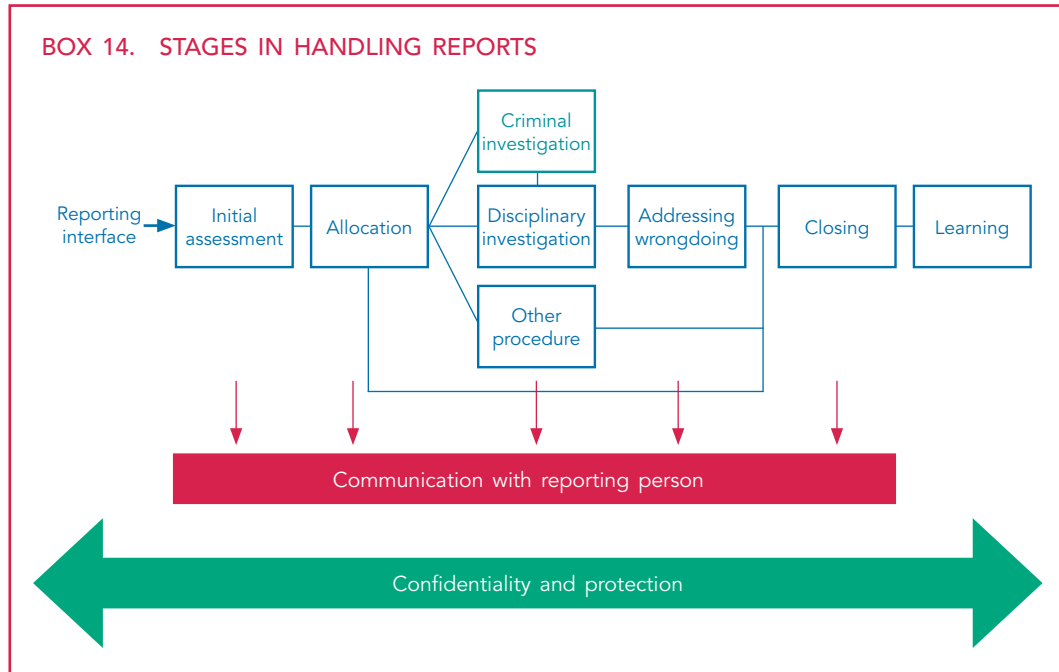 BOX 14. STAGES IN HANDLING REPORTS
Reporting
interface
Initial
assessment
Allocation
Criminal
investigation
Disciplinary
investigation
Other
procedure
Addressing
wrongdoing
Closing
Learning
Communication with reporting person
Confidentiality and protection